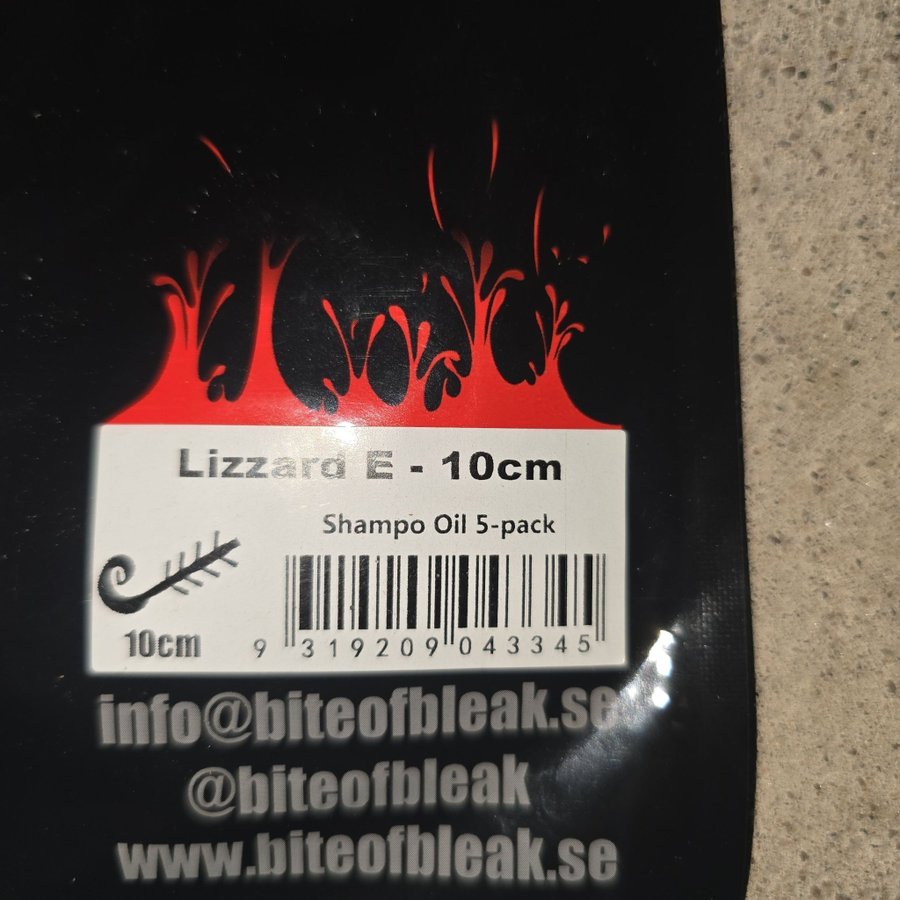 Lizzard E - 10cm
Shampo Oil 5-pack
10cm
9 319209 043345
info@biteofbleak.se
@biteofbleak
www.biteofbleak.se